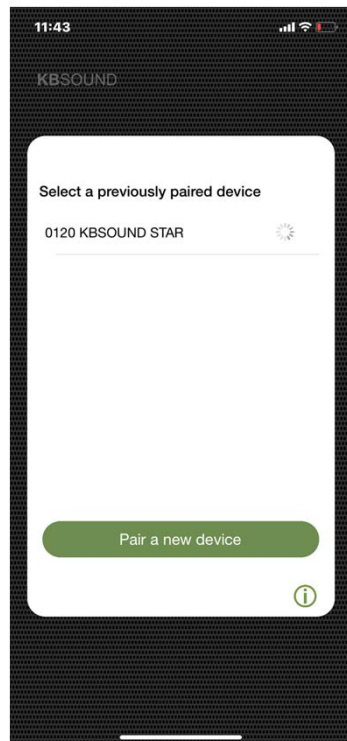 11:43
KBSOUND
Select a previously paired device
0120 KBSOUND STAR
Pair a new device
i